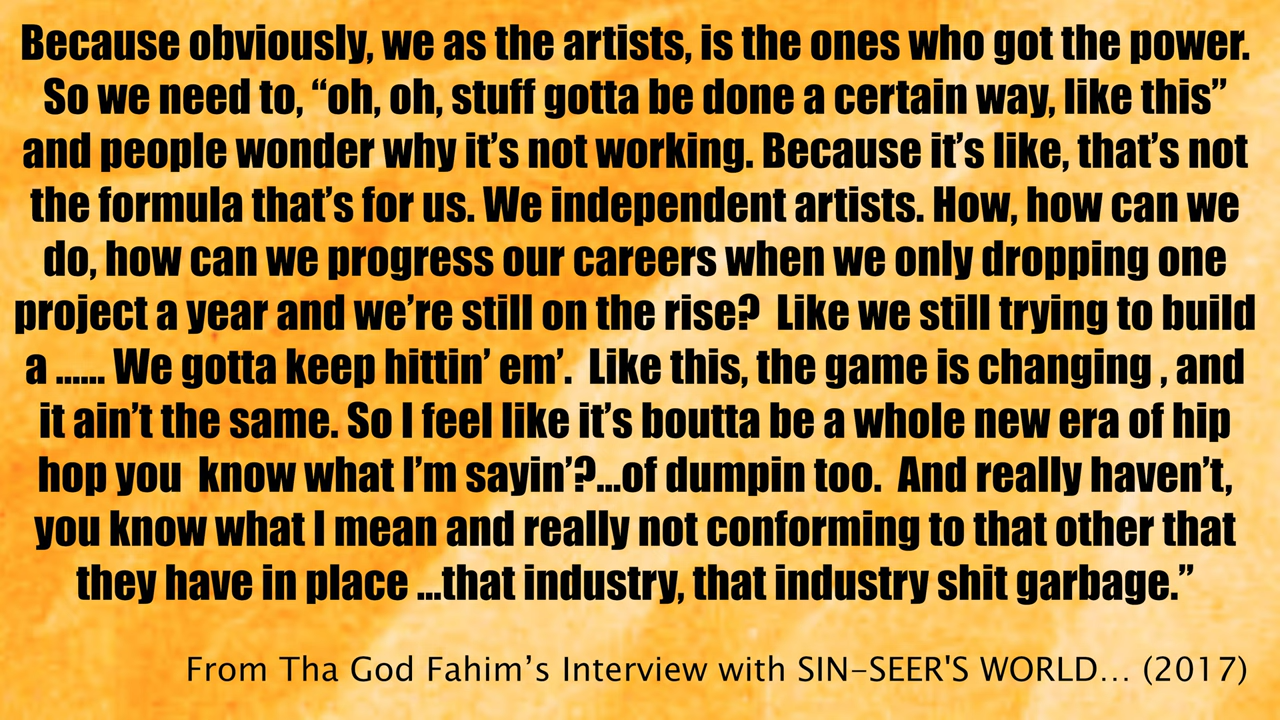 Because obviously, we as the artists, is the ones who got the power.
So we need to, “oh, oh, stuff gotta be done a certain way, like this”
and people wonder why it’s not working. Because it’s like, that’s not
the formula that’s for us. We independent artists. How, how can we
do, how can we progress our careers when we only dropping one
project a year and we’re still on the rise?  Like we still trying to build
a ...... We gotta keep hittin’ em’.  Like this, the game is changing , and
it ain’t the same. So I feel like it’s boutta be a whole new era of hip
hop you  know what I’m sayin’?...of dumpin too.  And really haven’t,
you know what I mean and really not conforming to that other that
they have in place ...that industry, that industry shit garbage.”
From Tha God Fahim’s Interview with SIN-SEER'S WORLD... (2017)